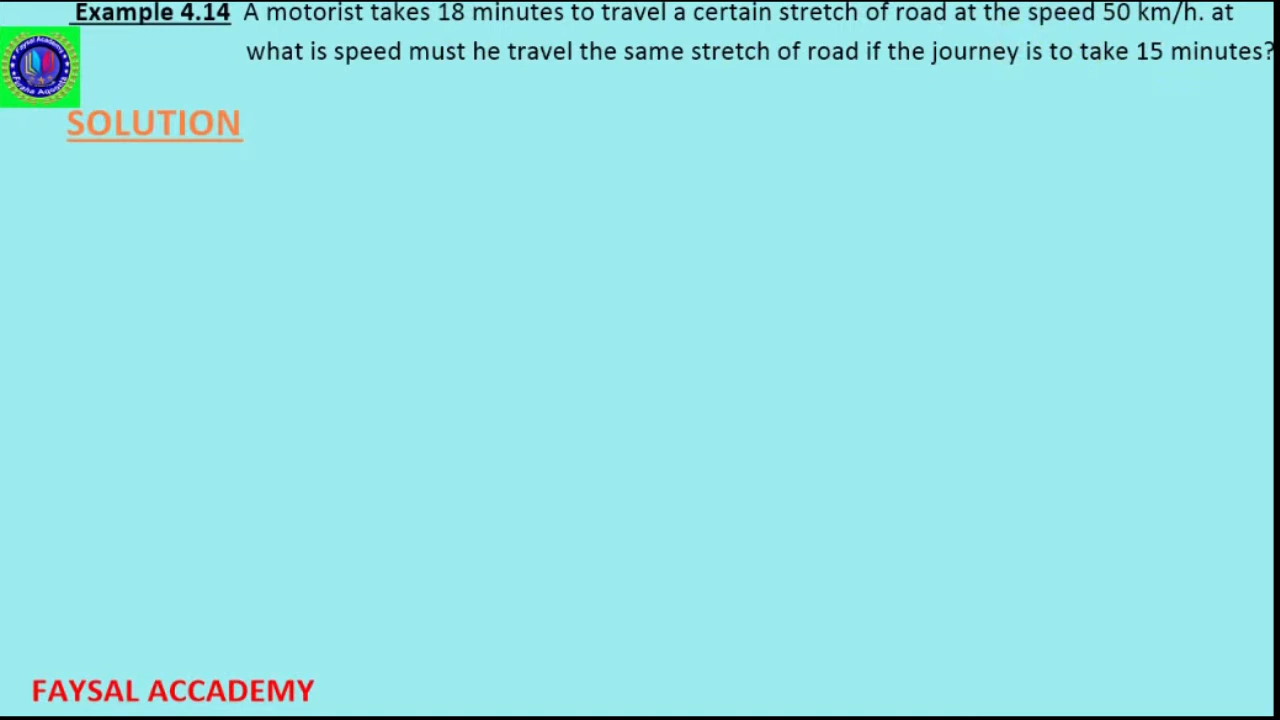 Example 4.14 A motorist takes 18 minutes to travel a certain stretch of road at the speed 50 km/h. at
what is speed must he travel the same stretch of road if the journey is to take 15 minutes?
Faysal Academy
SOLUTION
FAYSAL ACCADEMY